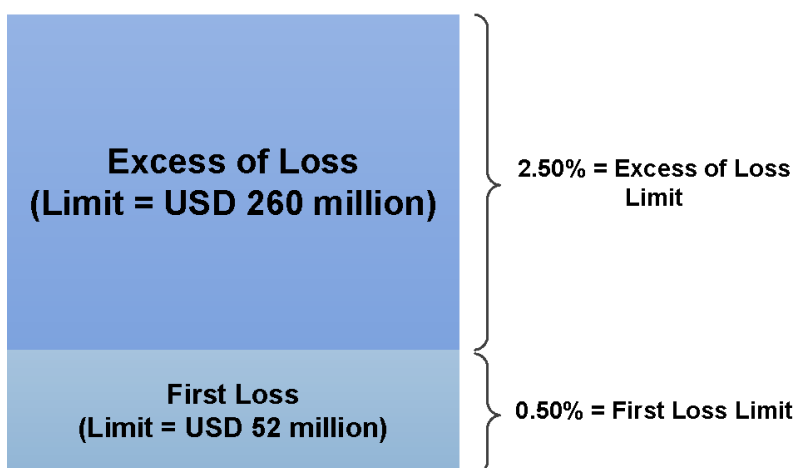 Excess of Loss
(Limit = USD 260 million)
2.50% = Excess of Loss
Limit
First Loss
(Limit = USD 52 million)
0.50% = First Loss Limit